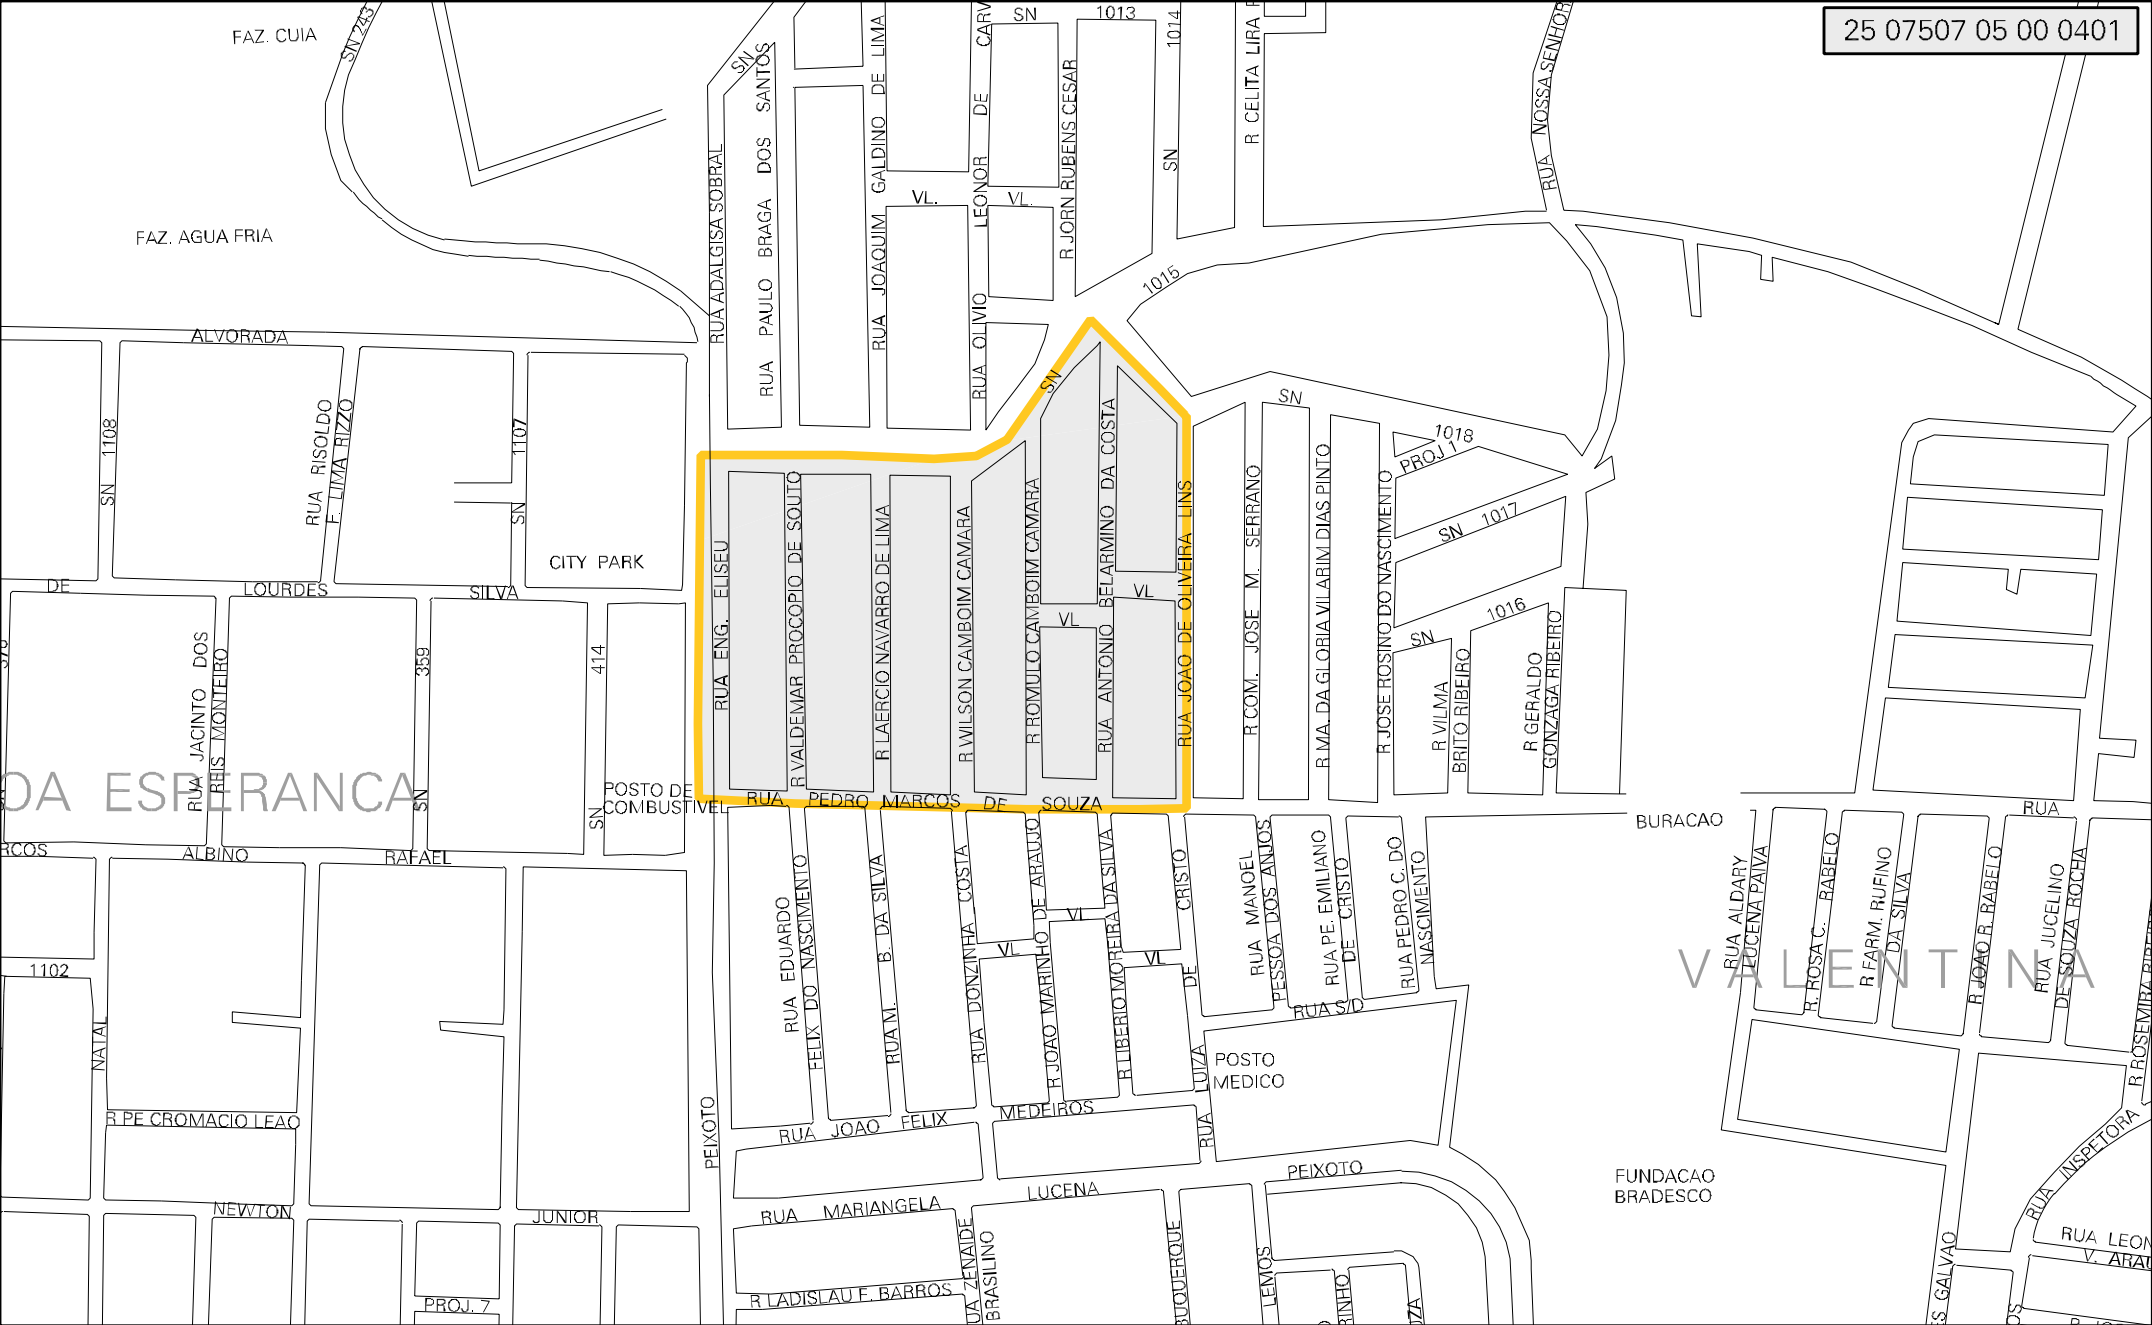 25 07507 05 00 0401
FAZ. CUIA
SN 243
SN
1013
1014
SN
FAZ. AGUA FRIA
RUA ADALGISA SOBRAL
SN
RUA PAULO BRAGA DOS SANTOS
RUA JOAQUIM GALDINO DE LIMA
RUA OLIVIO LEONOR DE CARV
R JORN RUBENS CESAR
R CELITA LIRA
RUA NOSSA SENHOR
VL.
VL.
1015
ALVORADA
SN 1108
RUA RISOLDO
F. LIMA RIZZO
SN 1107
CITY PARK
DE LOURDES SILVA
RUA ENG. ELISEU
R VALDEMAR PROCOPIO DE SOUTO
R LAERCIO NAVARRO DE LIMA
R WILSON CAMBOIM CAMARA
R ROMULO CAMBOIM CAMARA
SN
RUA ANTONIO BELARMINO DA COSTA
VL
VL
RUA JOAO DE OLIVEIRA LINS
R COM. JOSE M. SERRANO
SN
R MA. DA GLORIA VILARIM DIAS PINTO
R JOSE ROSINO DO NASCIMENTO
1018
PROJ 1
SN 1017
1016
SN
R VILMA
BRITO RIBEIRO
R GERALDO
GONZAGA RIBEIRO
RUA JACINTO DOS
REIS MONTEIRO
SN 359
SN 414
OA ESPERANCA
POSTO DE
COMBUSTIVEL
RUA PEDRO MARCOS DE SOUZA
RCOS ALBINO RAFAEL
BURACAO
RUA
1102
NATAL
RUA EDUARDO
FELIX DO NASCIMENTO
RUA M. B. DA SILVA
RUA DONZINHA COSTA
R JOAO MARINHO DE ARAUJO
VL
VL
R LIBERIO MOREIRA DA SILVA
VL
RUA LUIZA DE CRISTO
RUA MANOEL
PESSOA DOS ANJOS
RUA PE. EMILIANO
DE CRISTO
RUA PEDRO C. DO
NASCIMENTO
RUA S/D
RUA ALDARY
LUCENA PAIVA
R. ROSA C. RABELO
R FARM. RUFINO
DA SILVA
R JOAO R. RABELO
RUA JUCELINO
DE SOUZA ROCHA
VALENTINA
POSTO
MEDICO
R PE CROMACIO LEAO
PEIXOTO
RUA JOAO FELIX MEDEIROS
RUA MARIANGELA LUCENA PEIXOTO
FUNDACAO
BRADESCO
RUA INSPETORA
NEWTON JUNIOR
PROJ. 7
R LADISLAU F. BARROS
UA ZENAIDE
BRASILINO
BUQUERQUE
LEMOS
RINHO
ZA
ES GALVAO
OS
RUA LEON
V. ARAU